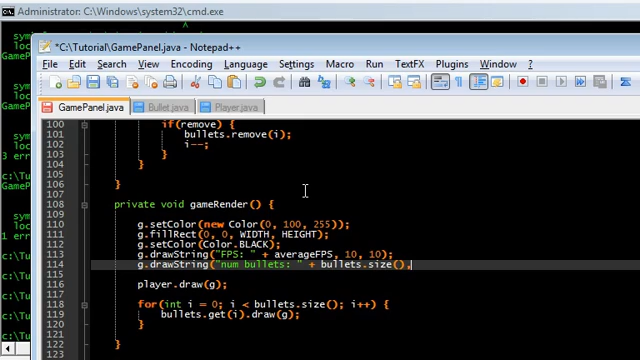 Administrator: C:\Windows\system32\cmd.exe
*C:\Tutorial\GamePanel.java - Notepad++
File Edit Search View Encoding Language Settings Macro Run TextFX Plugins Window ?
GamePanel.java Bullet.java Player.java
100
101 if(remove) {
102 bullets.remove(i);
i--;
103 }
104 }
105
106 }
107
108 private void gameRender() {
109
110 g.setColor(new Color(0, 100, 255));
111 g.fillRect(0, 0, WIDTH, HEIGHT);
112 g.setColor(Color.BLACK);
113 g.drawString("FPS: " + averageFPS, 10, 10);
114 g.drawString("num bullets: " + bullets.size(),
115
116 player.draw(g);
117
118 for(int i = 0; i < bullets.size(); i++) {
119 bullets.get(i).draw(g);
120 }
121
122 }
123